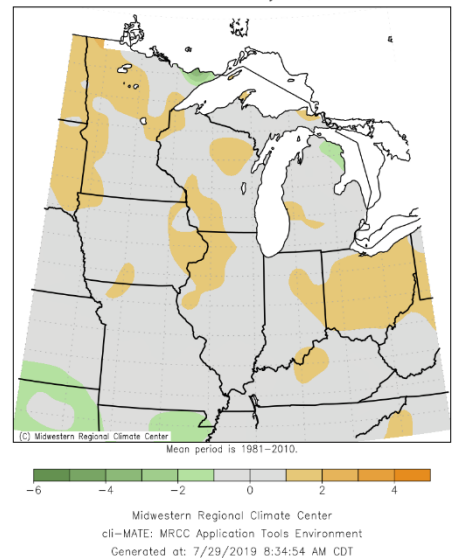 (C) Midwestern Regional Climate Center
Mean period is 1981-2010.
-6 -4 -2 0 2 4
Midwestern Regional Climate Center
cli-MATE: MRCC Application Tools Environment
Generated at: 7/29/2019 8:34:54 AM CDT